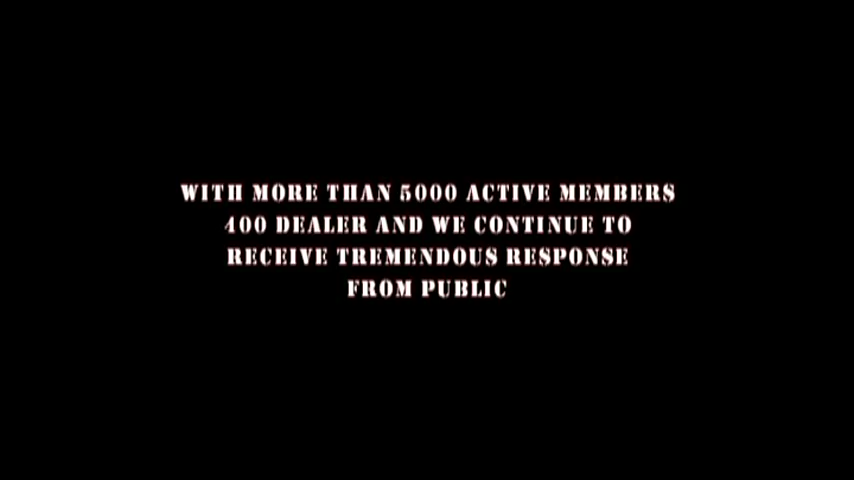 WITH MORE THAN 5000 ACTIVE MEMBERS
400 DEALER AND WE CONTINUE TO
RECEIVE TREMENDOUS RESPONSE
FROM PUBLIC